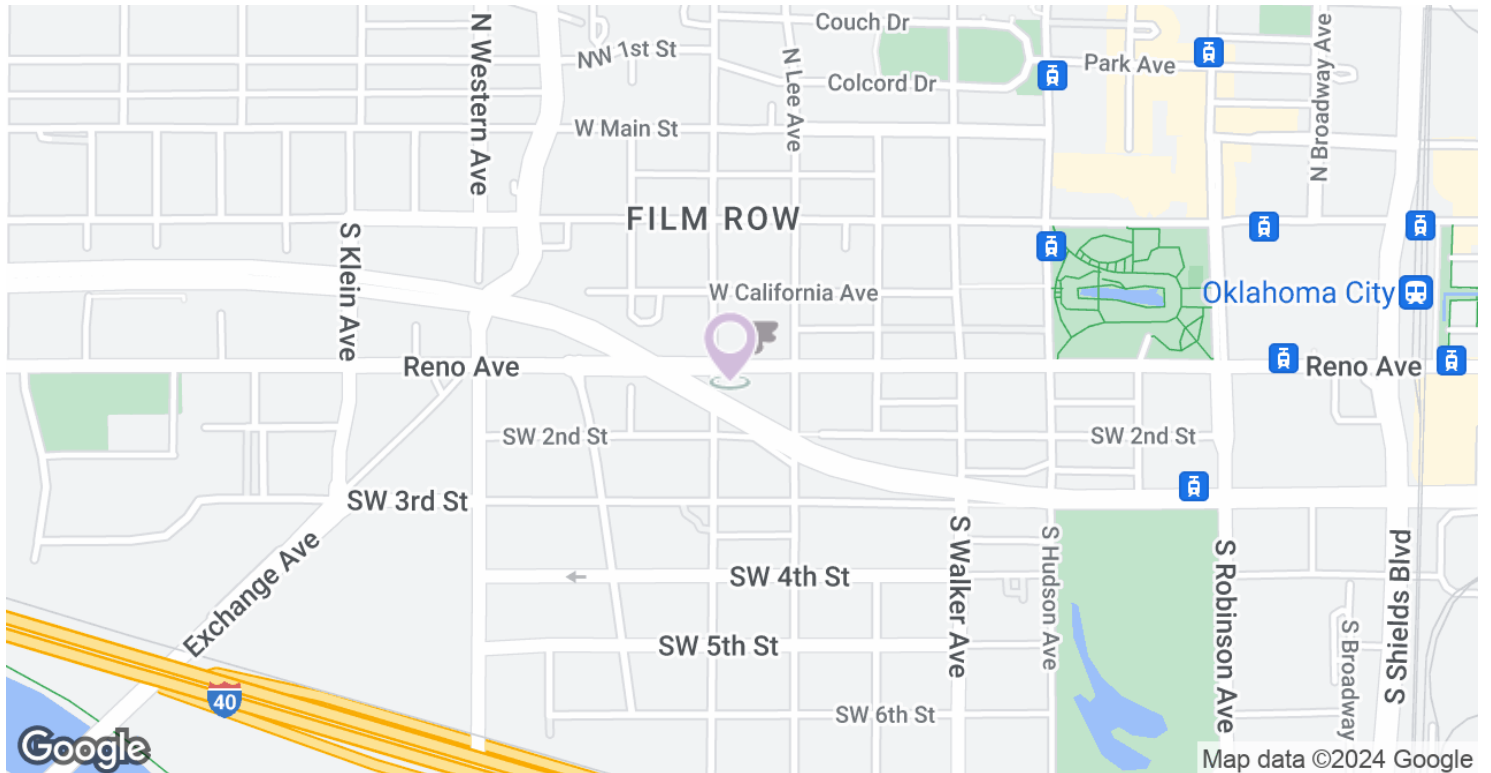 Couch Dr
N Western Ave
NW 1st St
N Lee Ave
Park Ave
Colcord Dr
N Broadway Ave
W Main St
FILM ROW
S Klein Ave
W California Ave
Oklahoma City
Reno Ave
Reno Ave
SW 2nd St
SW 2nd St
SW 3rd St
S Walker Ave
S Hudson Ave
S Robinson Ave
S Shields Blvd
Exchange Ave
SW 4th St
SW 5th St
S Broadway
40
SW 6th St
Google
Map data ©2024 Google